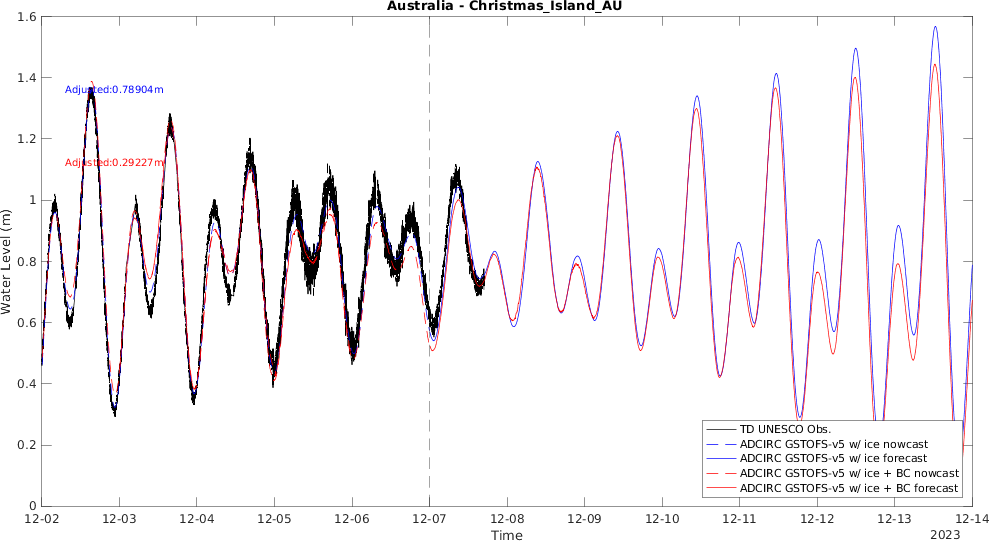 Australia - Christmas_Island_AU
Water Level (m)
1.6
1.4
1.2
1
0.8
0.6
0.4
0.2
0
Adjusted:0.78904m
Adjusted:0.29227m
TD UNESCO Obs.
ADCIRC GSTOFS-v5 w/ ice nowcast
ADCIRC GSTOFS-v5 w/ ice forecast
ADCIRC GSTOFS-v5 w/ ice + BC nowcast
ADCIRC GSTOFS-v5 w/ ice + BC forecast
12-02 12-03 12-04 12-05 12-06 12-07 12-08 12-09 12-10 12-11 12-12 12-13 12-14
Time
2023